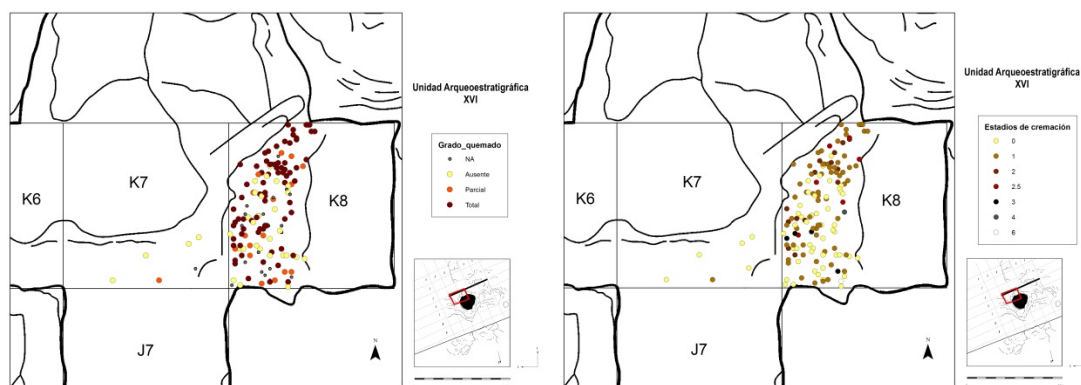 Unidad Arqueoestratigráfica
XVI
Grado_quemado
NA
Ausente
Parcial
Total
K6
K7
K8
J7
N
Unidad Arqueoestratigráfica
XVI
Estadios de cremación
0
1
2
2.5
3
4
6
K6
K7
K8
J7
N